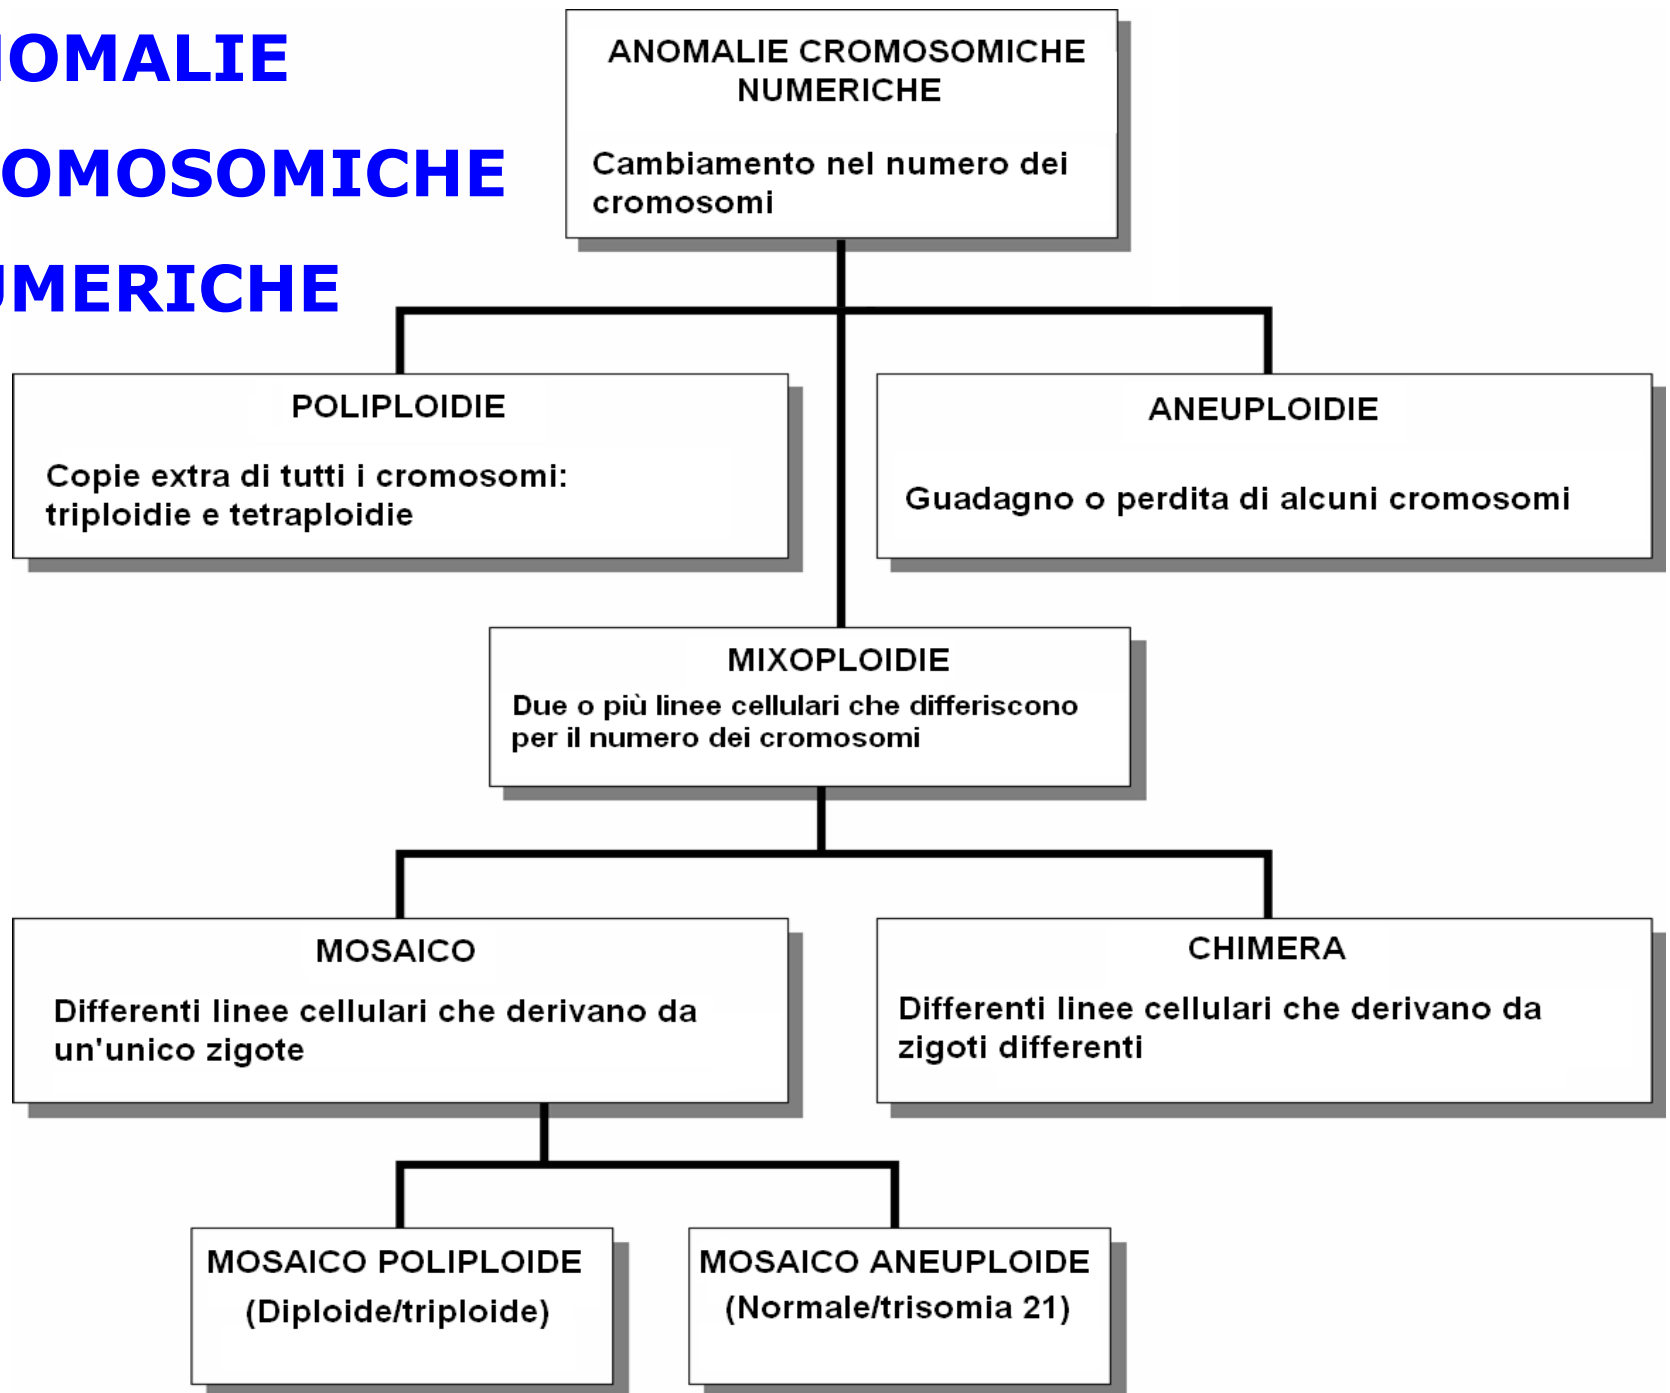 NOMALIE
OMOSOMICHE
UMERICHE
ANOMALIE CROMOSOMICHE
NUMERICHE
Cambiamento nel numero dei
cromosomi
POLIPLOIDIE
Copie extra di tutti i cromosomi:
triploidie e tetraploidie
ANEUPLOIDIE
Guadagno o perdita di alcuni cromosomi
MIXOPLOIDIE
Due o più linee cellulari che differiscono
per il numero dei cromosomi
MOSAICO
Differenti linee cellulari che derivano da
un'unico zigote
CHIMERA
Differenti linee cellulari che derivano da
zigoti differenti
MOSAICO POLIPLOIDE
(Diploide/triploide)
MOSAICO ANEUPLOIDE
(Normale/trisomia 21)